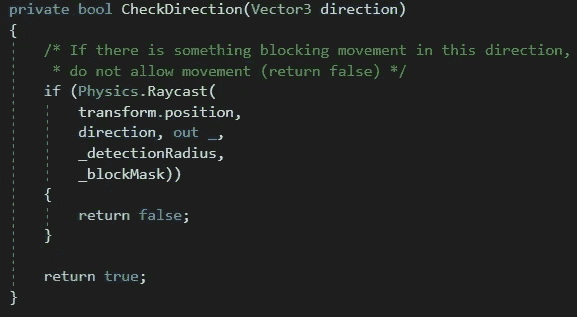 private bool CheckDirection(Vector3 direction)
{
/* If there is something blocking movement in this direction,
* do not allow movement (return false) */
if (Physics.Raycast(
transform.position,
direction, out _,
_detectionRadius,
_blockMask))
{
return false;
}
return true;
}